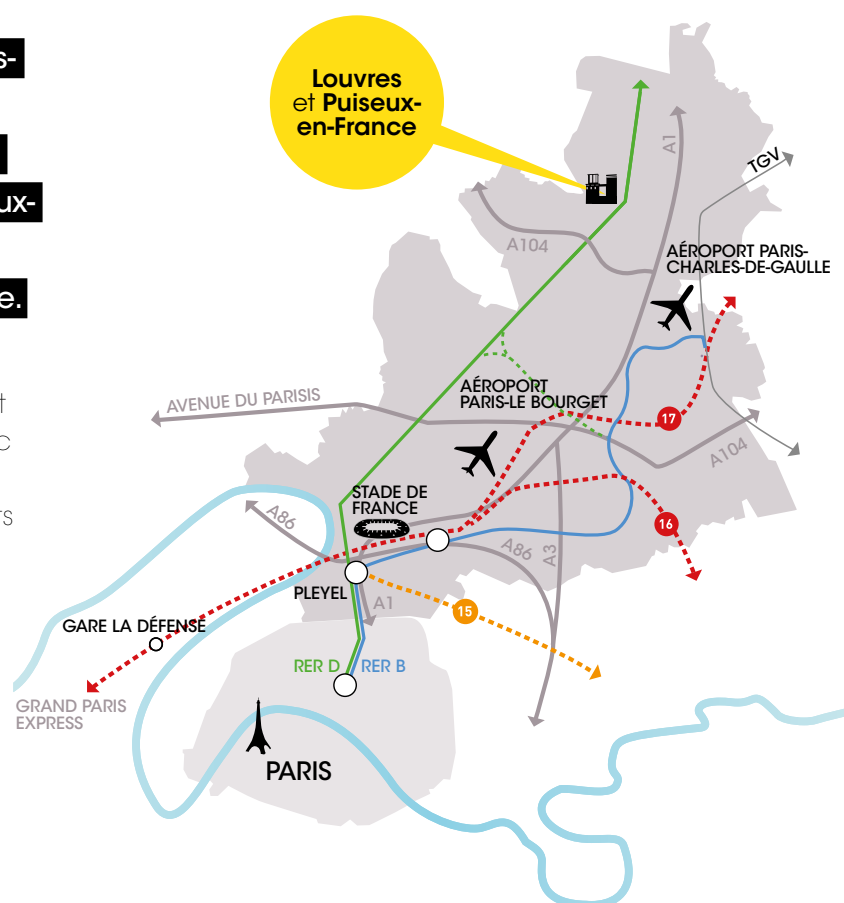 s-
ux-
e.
t
c
ts
Louvres
et Puiseux-
en-France
A1
TGV
A104
AÉROPORT PARIS-
CHARLES-DE-GAULLE
AÉROPORT
PARIS-LE BOURGET
AVENUE DU PARISIS
17
A104
STADE DE
FRANCE
A86
16
A86
A3
PLEYEL
A1
15
GARE LA DÉFENSE
RER D
RER B
GRAND PARIS
EXPRESS
PARIS